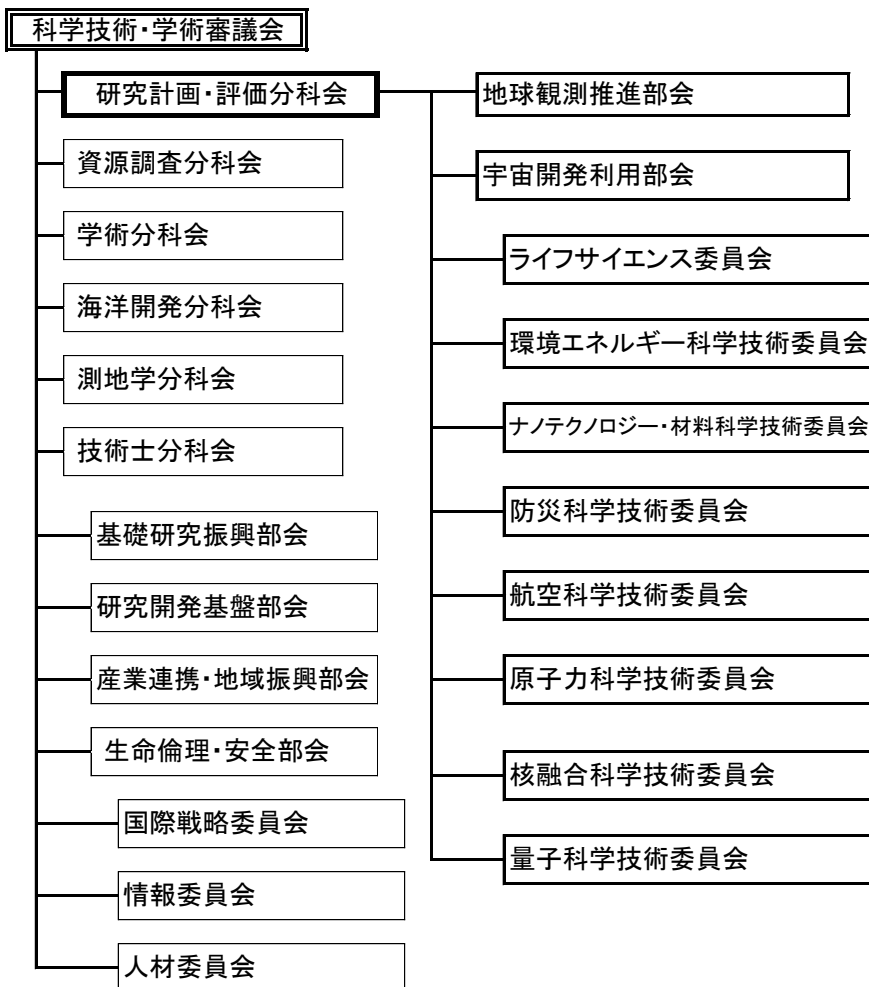 科学技術・学術審議会
研究計画・評価分科会
資源調査分科会
学術分科会
海洋開発分科会
測地学分科会
技術士分科会
基礎研究振興部会
研究開発基盤部会
産業連携・地域振興部会
生命倫理・安全部会
国際戦略委員会
情報委員会
人材委員会
地球観測推進部会
宇宙開発利用部会
ライフサイエンス委員会
環境エネルギー科学技術委員会
ナノテクノロジー・材料科学技術委員会
防災科学技術委員会
航空科学技術委員会
原子力科学技術委員会
核融合科学技術委員会
量子科学技術委員会